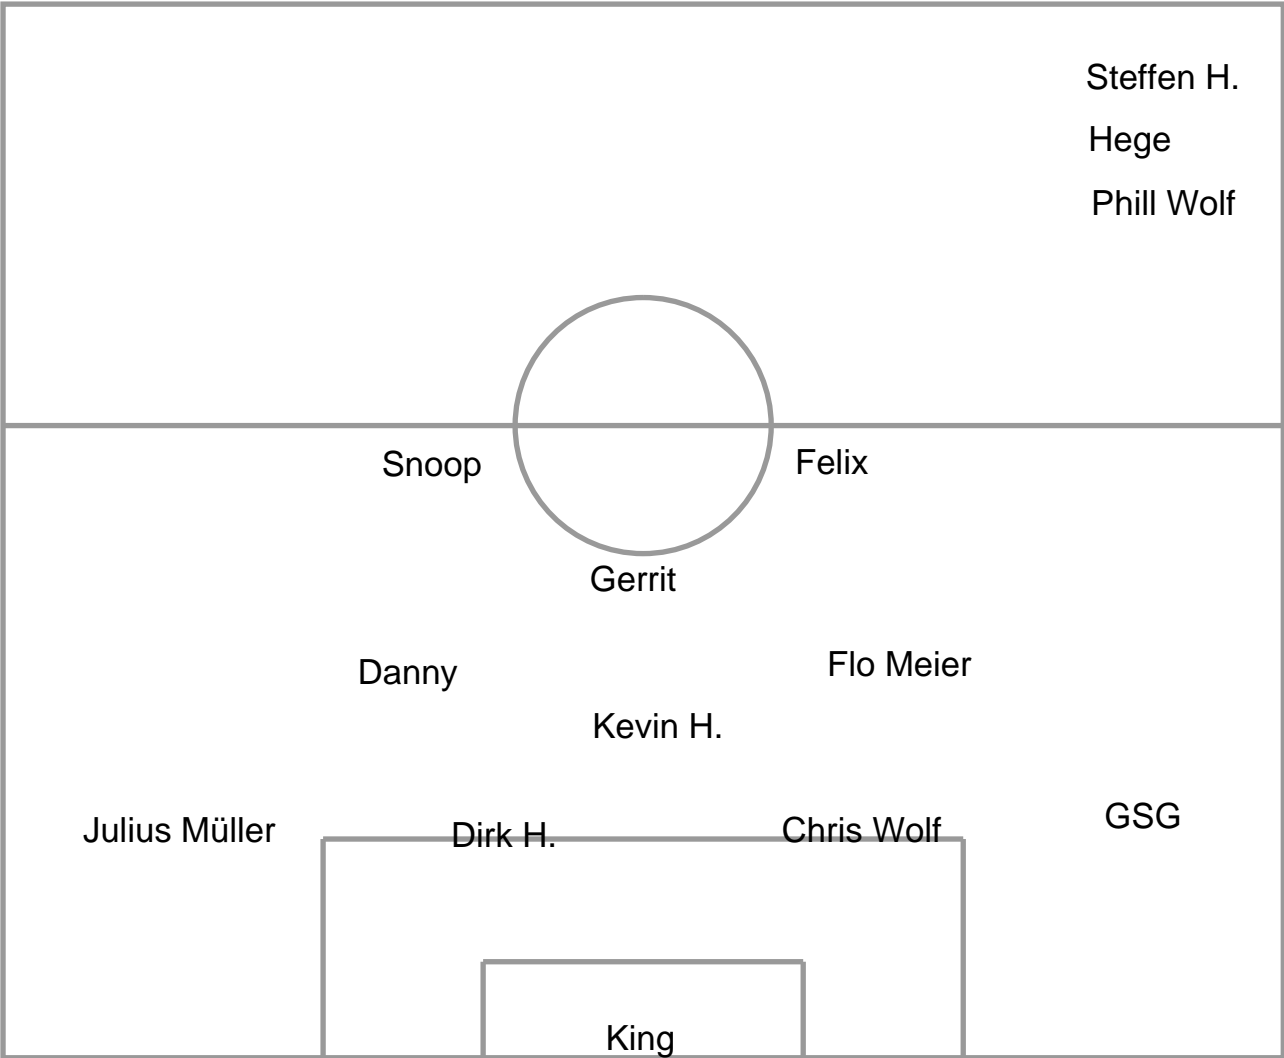 Steffen H.
Hege
Phill Wolf
Snoop
Felix
Gerrit
Danny
Flo Meier
Kevin H.
Julius Müller
Dirk H.
Chris Wolf
GSG
King